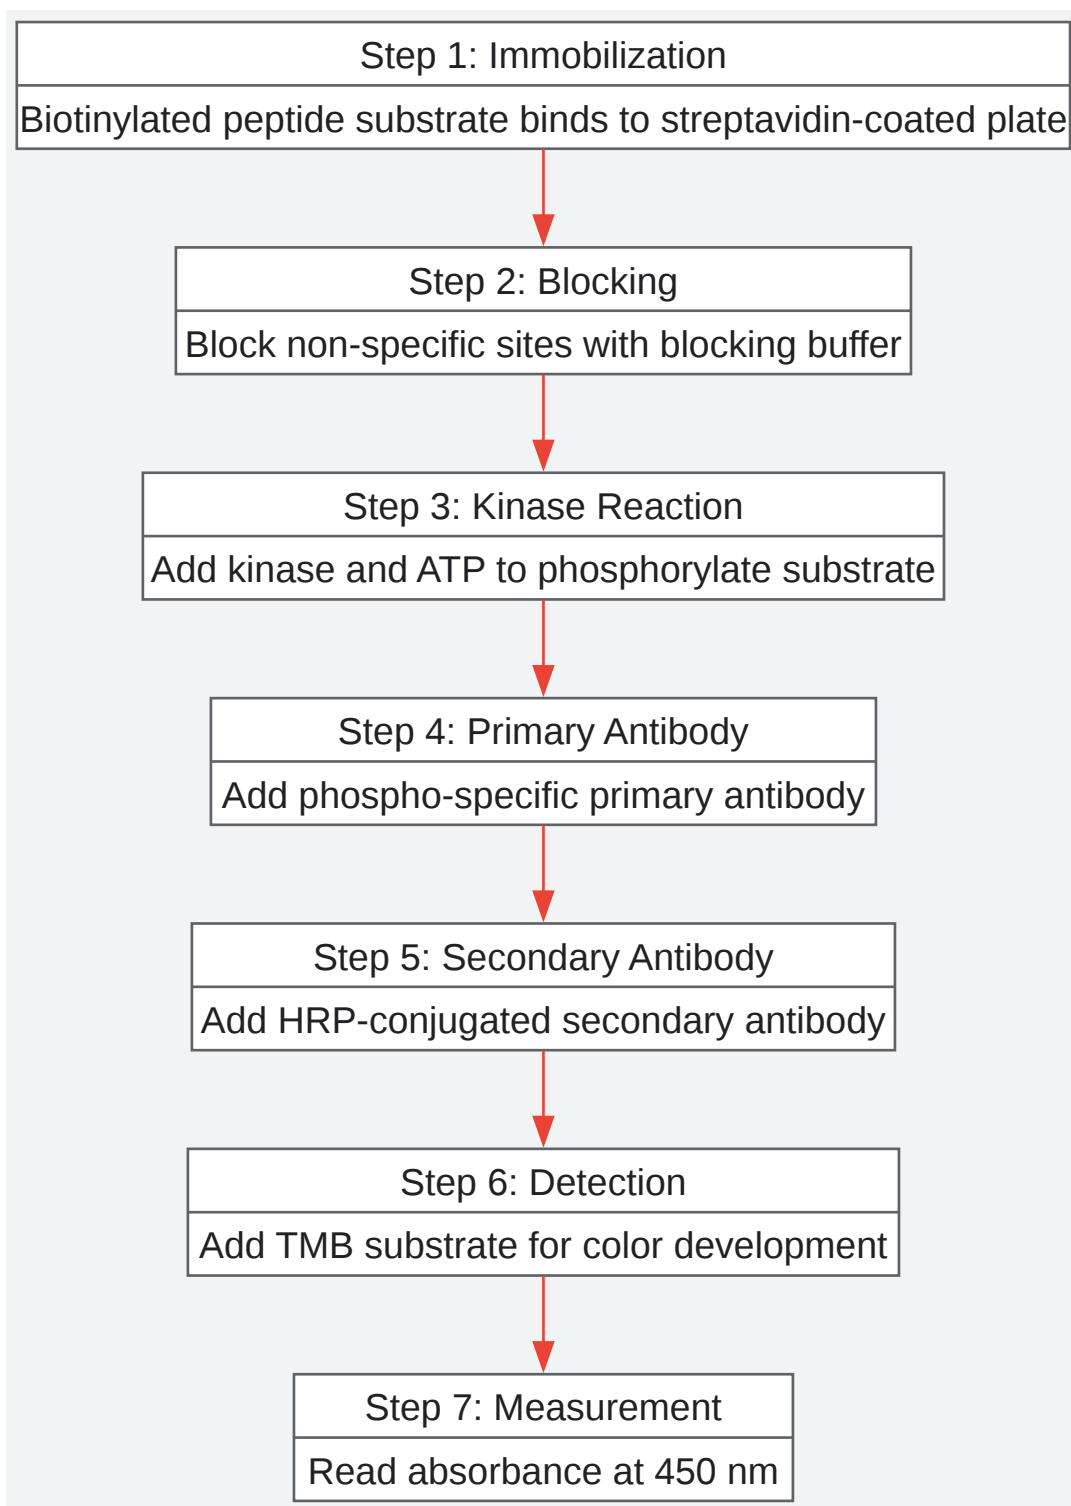 Step 1: Immobilization
Biotinylated peptide substrate binds to streptavidin-coated plate
Step 2: Blocking
Block non-specific sites with blocking buffer
Step 3: Kinase Reaction
Add kinase and ATP to phosphorylate substrate
Step 4: Primary Antibody
Add phospho-specific primary antibody
Step 5: Secondary Antibody
Add HRP-conjugated secondary antibody
Step 6: Detection
Add TMB substrate for color development
Step 7: Measurement
Read absorbance at 450 nm